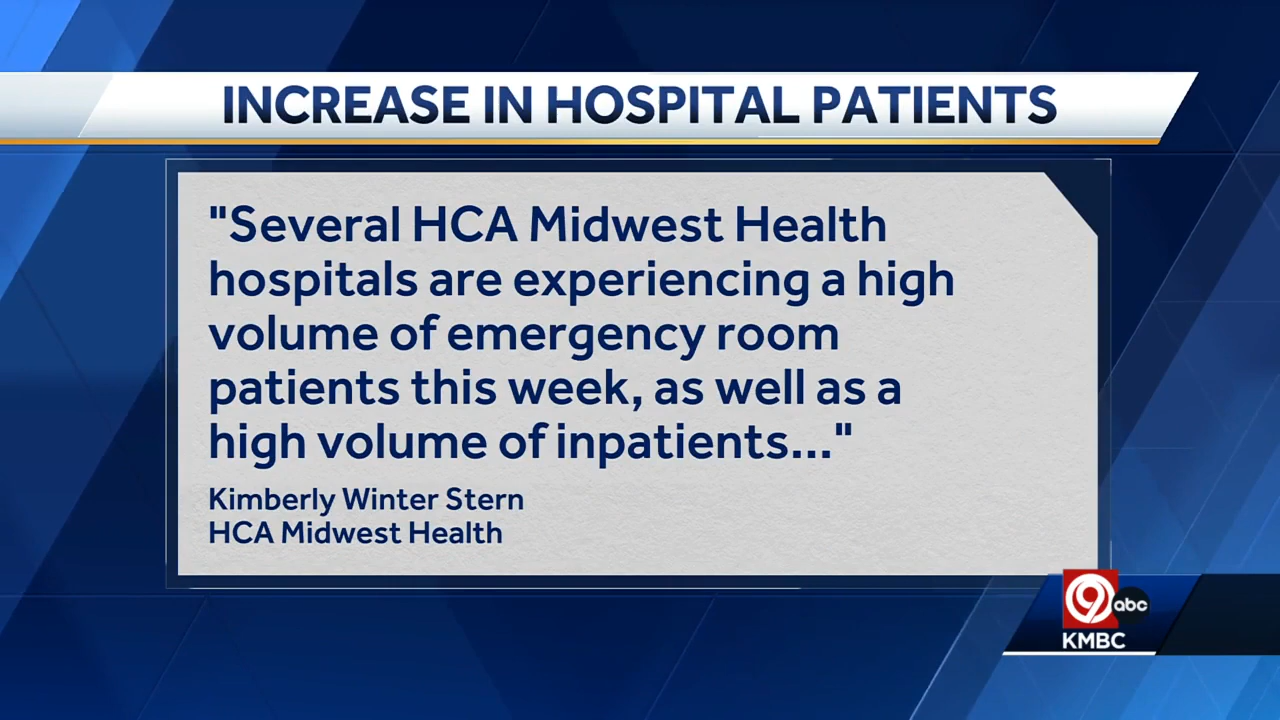 INCREASE IN HOSPITAL PATIENTS
"Several HCA Midwest Health
hospitals are experiencing a high
volume of emergency room
patients this week, as well as a
high volume of inpatients..."
Kimberly Winter Stern
HCA Midwest Health
9 abc
KMBC